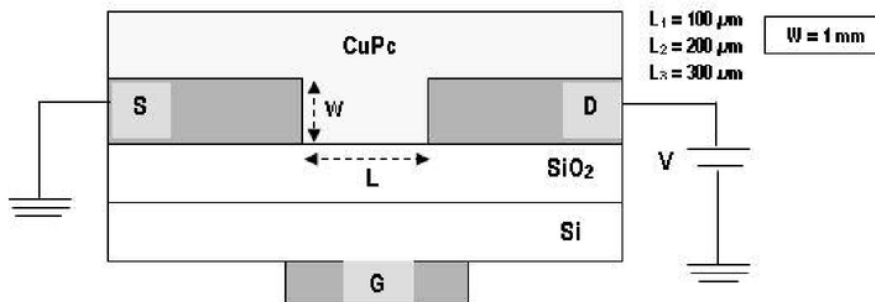 L₁ = 100 µm
L₂ = 200 µm
L₃ = 300 µm
W = 1 mm
CuPc
S
W
D
L
SiO₂
V
Si
G